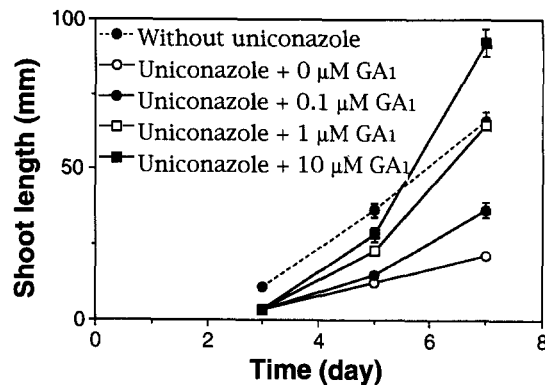 100
Without uniconazole
Uniconazole + 0 µM GA1
Uniconazole + 0.1 µM GA1
Uniconazole + 1 µM GA1
Uniconazole + 10 µM GA1
50
0
Shoot length (mm)
0 2 4 6 8
Time (day)